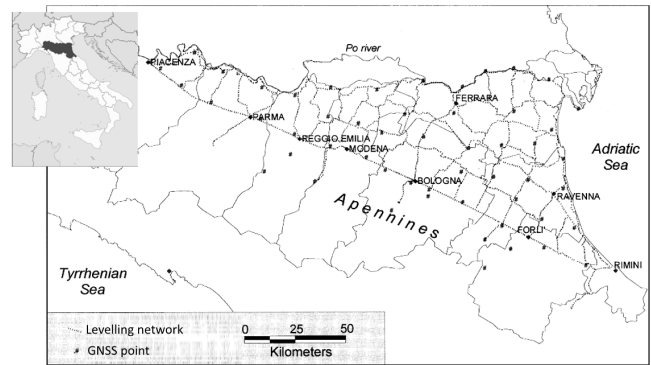 Po river
PIACENZA
FERRARA
PARMA
REGGIO EMILIA
MODENA
Adriatic
Sea
BOLOGNA
RAVENNA
Apennines
FORLI'
RIMINI
Tyrrhenian
Sea
Levelling network
GNSS point
0 25 50
Kilometers